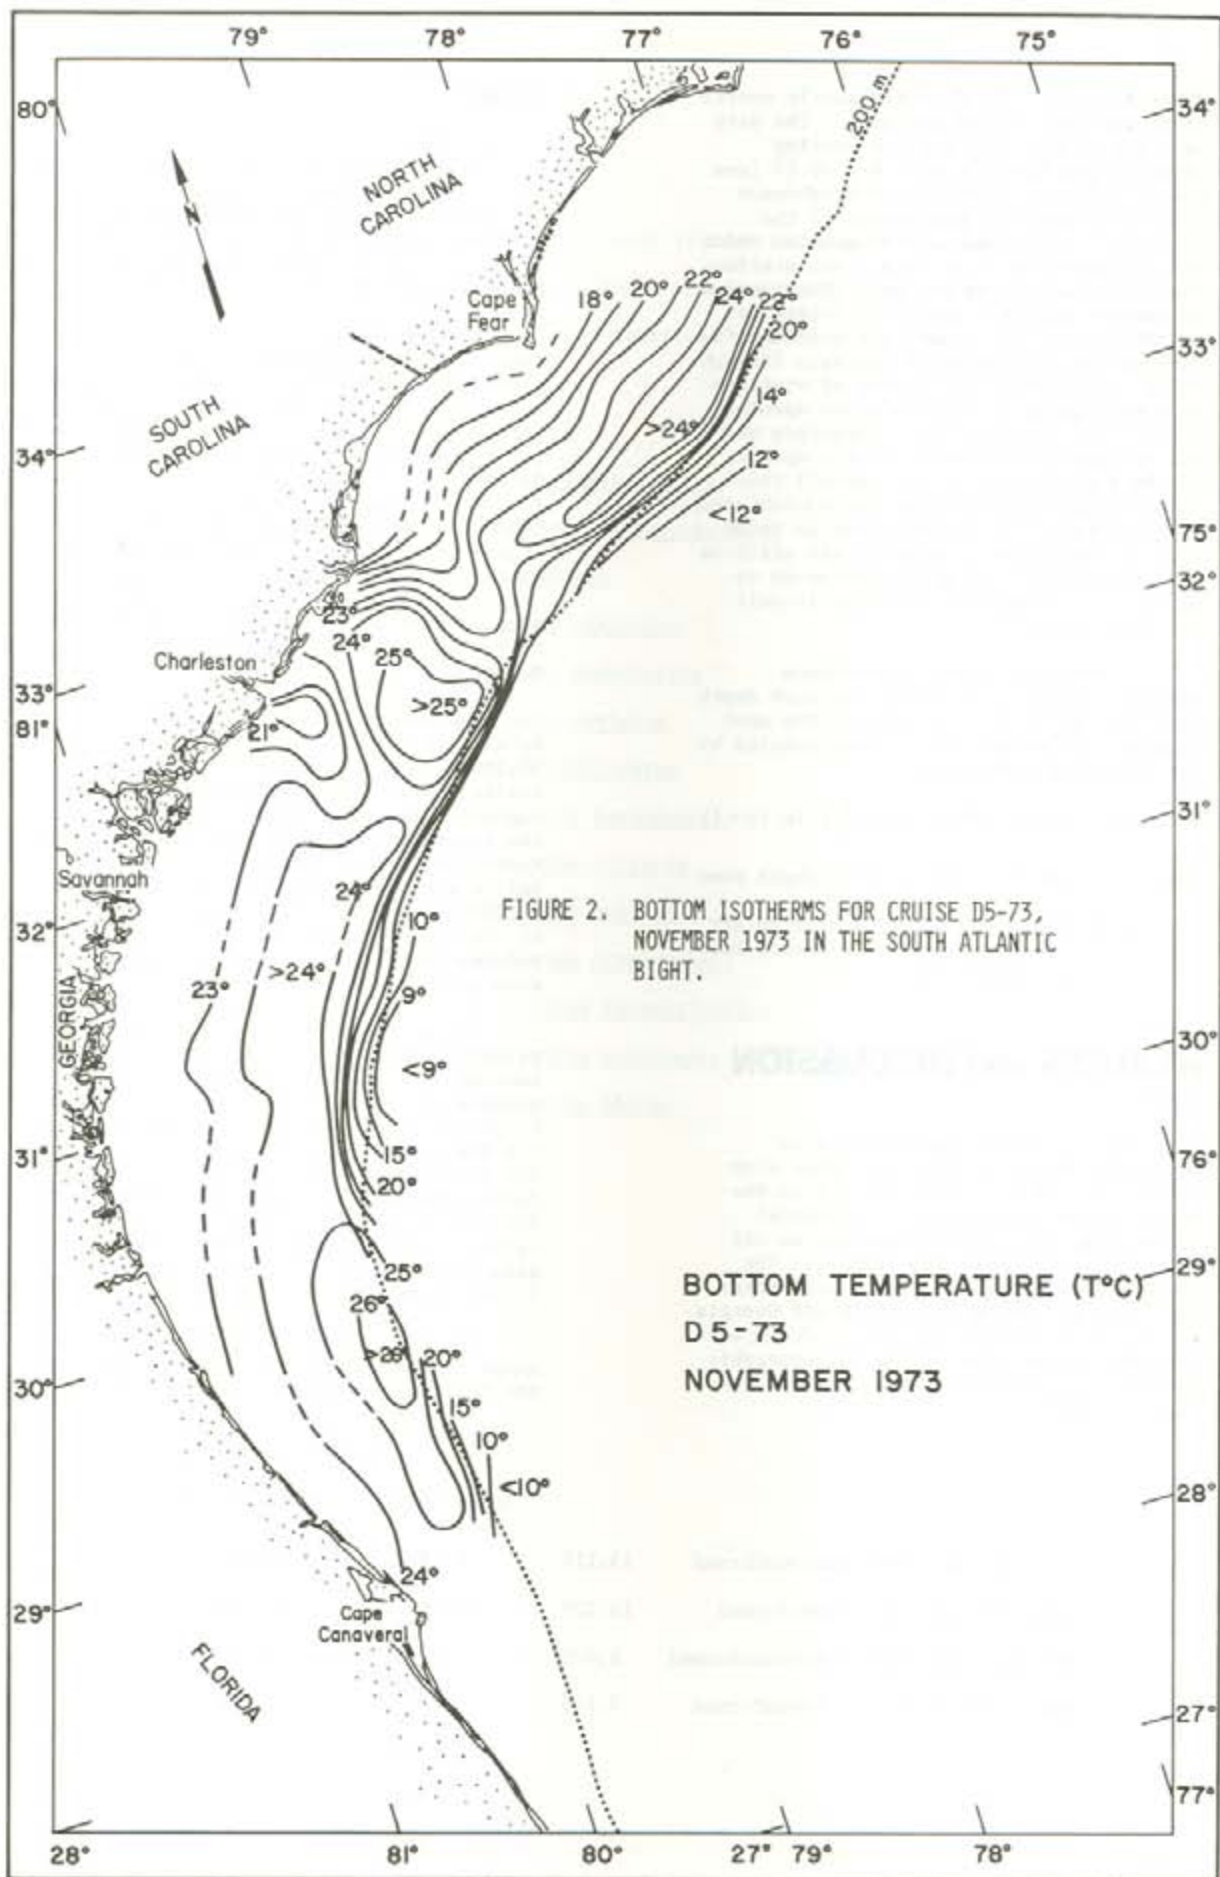 79° 78° 77° 76° 75°
80°
34°
200 m
N
NORTH
CAROLINA
Cape
Fear
18° 20° 22° 24° 22°
20°
33°
14°
SOUTH
CAROLINA
>24°
34°
12°
<12°
75°
32°
23°
24°
25°
Charleston
>25°
33°
81°
21°
31°
Savannah
24°
32°
10°
FIGURE 2. BOTTOM ISOTHERMS FOR CRUISE D5-73,
NOVEMBER 1973 IN THE SOUTH ATLANTIC
BIGHT.
>24°
23°
9°
GEORGIA
30°
<9°
31°
15°
76°
20°
25°
29°
BOTTOM TEMPERATURE (T°C)
26°
D5-73
20°
30°
NOVEMBER 1973
15°
10°
<10°
28°
24°
29°
Cape
Canaveral
FLORIDA
27°
77°
28° 81° 80° 27° 79° 78°